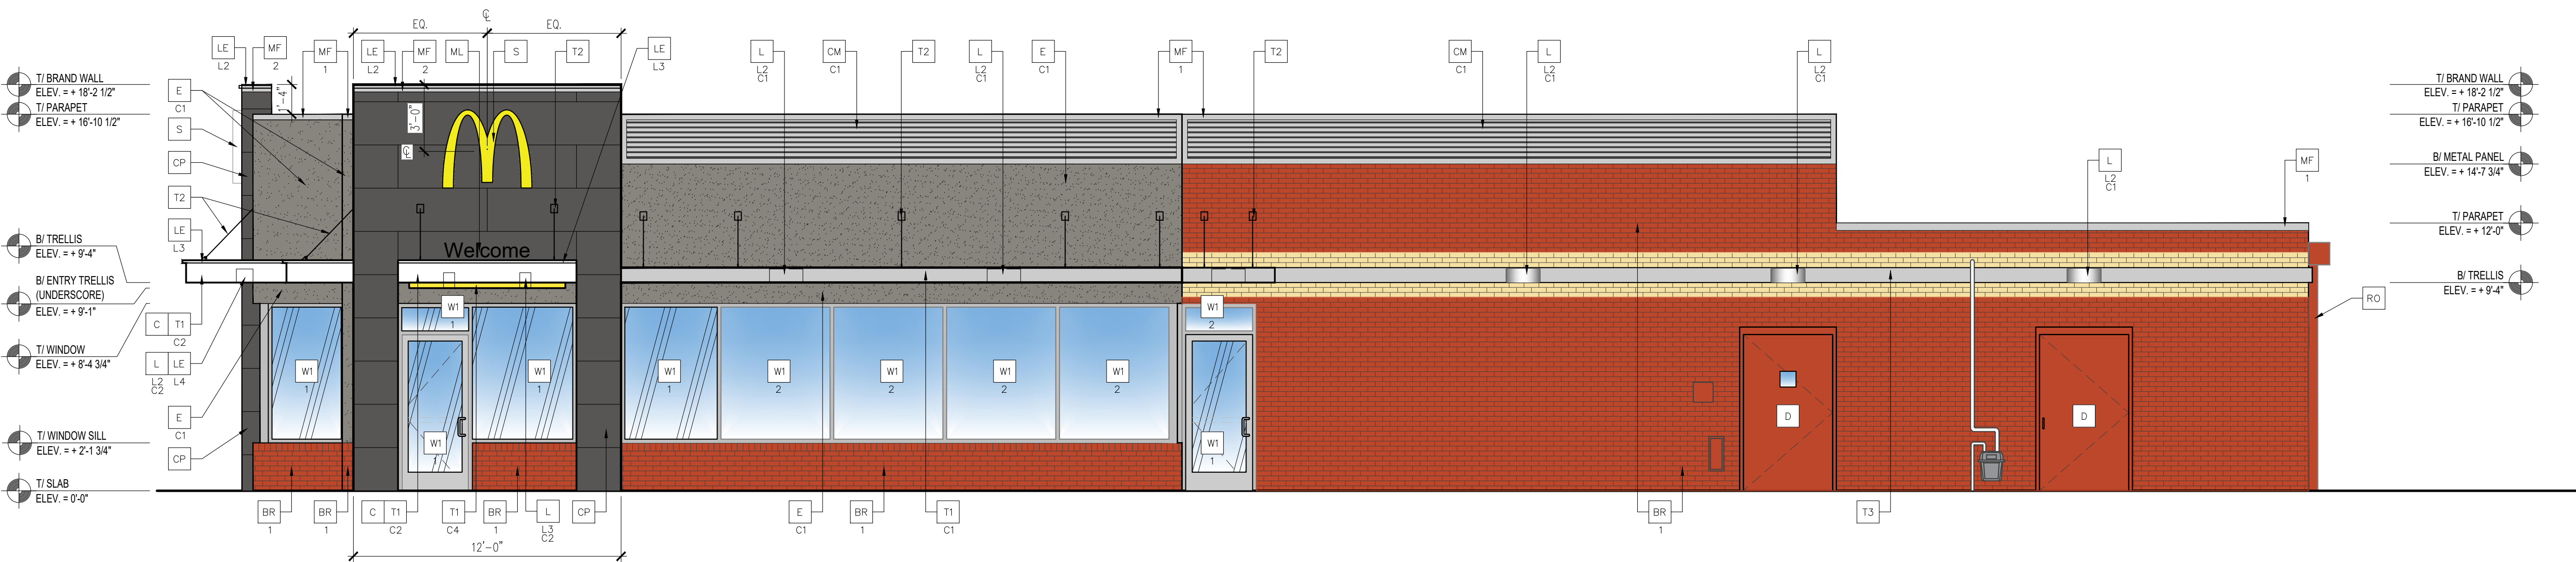 EQ.
℄
EQ.
LE
L2
MF
2
MF
1
LE
L2
MF
2
ML
S
T2
LE
L3
L
L2
C1
CM
C1
T2
L
L2
C1
E
C1
MF
1
T2
CM
C1
L
L2
C1
L
L2
C1
T/ BRAND WALL
ELEV. = + 18'-2 1/2"
T/ PARAPET
ELEV. = + 16'-10 1/2"
E
C1
S
CP
T2
LE
L3
B/ TRELLIS
ELEV. = + 9'-4"
B/ ENTRY TRELLIS
(UNDERSCORE)
ELEV. = + 9'-1"
C T1
C2
T/ WINDOW
ELEV. = + 8'-4 3/4"
L LE
L2 L4
C2
E
C1
T/ WINDOW SILL
ELEV. = + 2'-1 3/4"
CP
T/ SLAB
ELEV. = 0'-0"
1'-4"
3'-0"
℄
Welcome
W1
1
W1
1
W1
1
W1
1
W1
1
W1
2
W1
2
W1
2
W1
2
W1
2
W1
1
D
D
L
L2
C1
MF
1
T/ BRAND WALL
ELEV. = + 18'-2 1/2"
T/ PARAPET
ELEV. = + 16'-10 1/2"
B/ METAL PANEL
ELEV. = + 14'-7 3/4"
T/ PARAPET
ELEV. = + 12'-0"
B/ TRELLIS
ELEV. = + 9'-4"
RO
BR
1
BR
1
C T1
C2
T1
C4
BR
1
L
L3
C2
CP
E
C1
BR
1
T1
C1
BR
1
T3
12'-0"